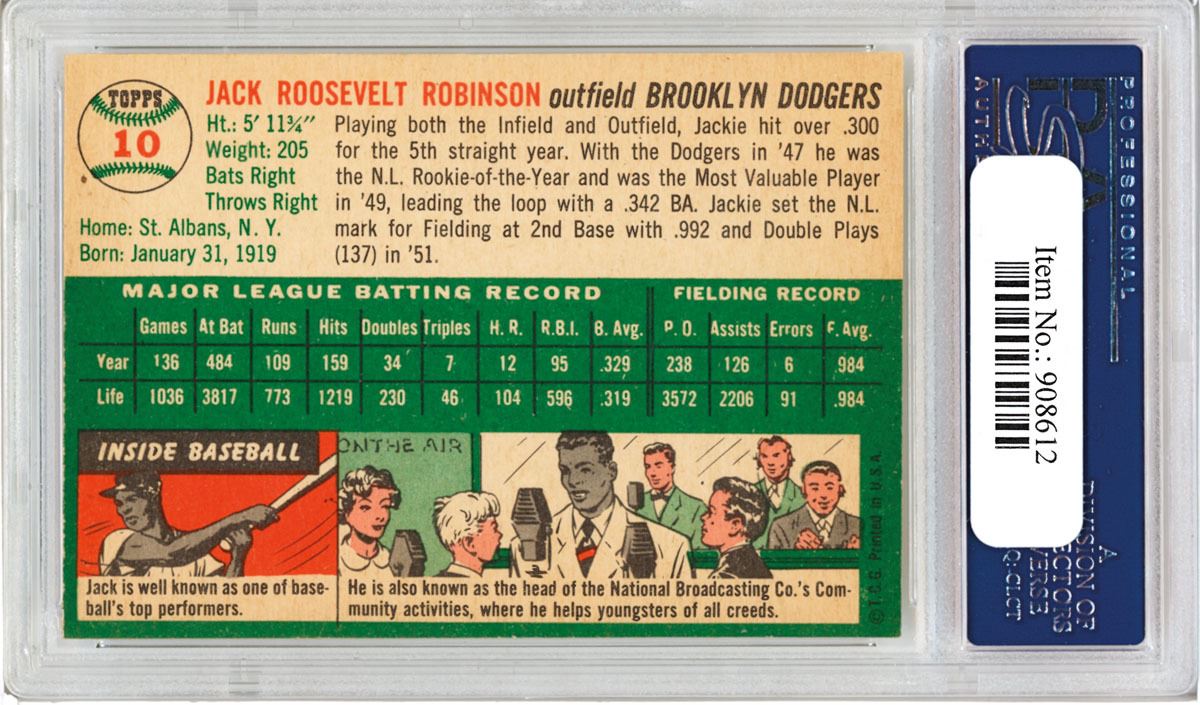 TOPPS
10
JACK ROOSEVELT ROBINSON outfield BROOKLYN DODGERS
Ht.: 5' 11¾"
Weight: 205
Bats Right
Throws Right
Home: St. Albans, N. Y.
Born: January 31, 1919
Playing both the Infield and Outfield, Jackie hit over .300
for the 5th straight year. With the Dodgers in '47 he was
the N.L. Rookie-of-the-Year and was the Most Valuable Player
in '49, leading the loop with a .342 BA. Jackie set the N.L.
mark for Fielding at 2nd Base with .992 and Double Plays
(137) in '51.
MAJOR LEAGUE BATTING RECORD FIELDING RECORD
Games At Bat Runs Hits Doubles Triples H. R. R.B.I. B. Avg. P. O. Assists Errors F. Avg.
Year 136 484 109 159 34 7 12 95 .329 238 126 6 .984
Life 1036 3817 773 1219 230 46 104 596 .319 3572 2206 91 .984
INSIDE BASEBALL
ON THE AIR
Jack is well known as one of base-
ball's top performers.
He is also known as the head of the National Broadcasting Co.'s Com-
munity activities, where he helps youngsters of all creeds.
© T.C.G. Printed in U.S.A.
PROFESSIONAL
PSA
Item No.: 908612
A